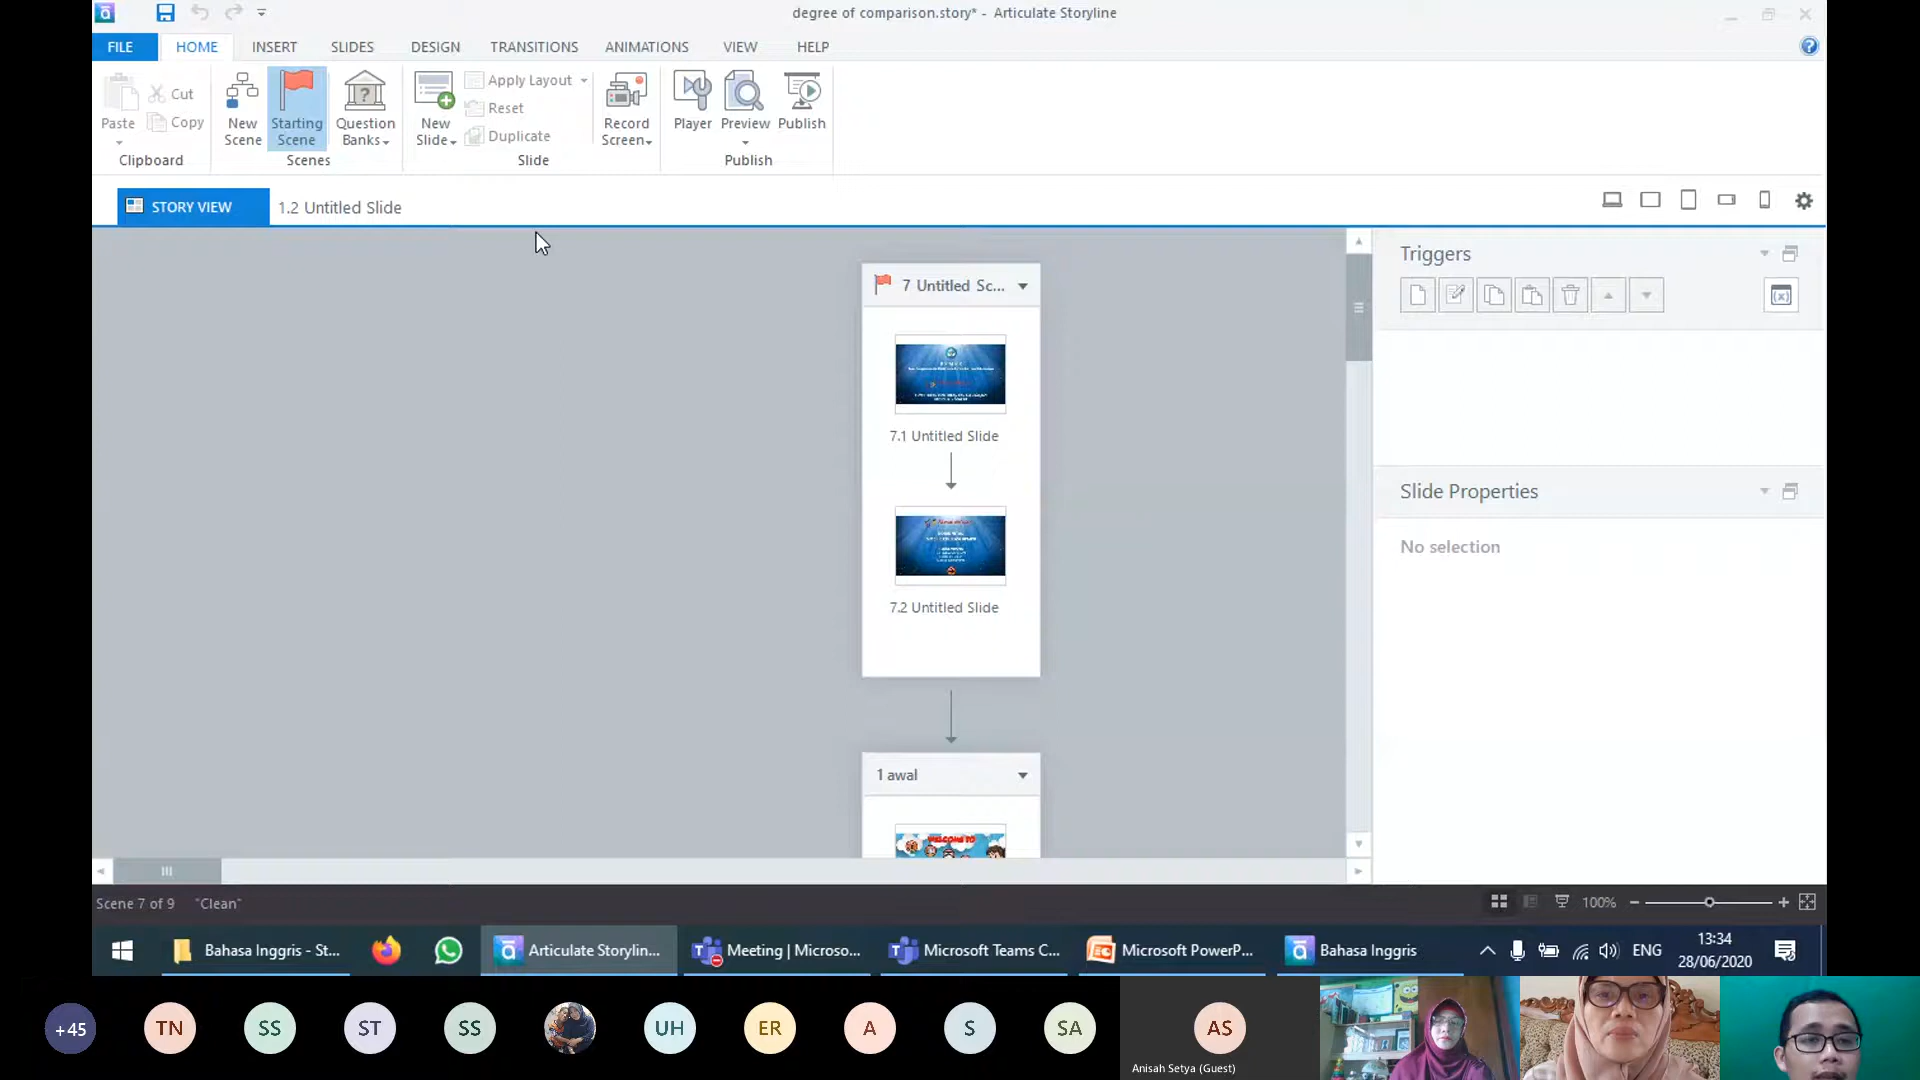 degree of comparison.story* - Articulate Storyline
FILE HOME INSERT SLIDES DESIGN TRANSITIONS ANIMATIONS VIEW HELP
Paste
Cut
Copy
Clipboard
New Scene
Starting Scene
Question Banks
Scenes
New Slide
Apply Layout
Reset
Duplicate
Slide
Record Screen
Player
Preview
Publish
Publish
STORY VIEW
1.2 Untitled Slide
7 Untitled Sc...
7.1 Untitled Slide
7.2 Untitled Slide
1 awal
WELCOME TO
Triggers
Slide Properties
No selection
Scene 7 of 9 "Clean"
100%
Bahasa Inggris - St...
Articulate Storylin...
Meeting | Microso...
Microsoft Teams C...
Microsoft PowerP...
Bahasa Inggris
ENG
13:34
28/06/2020
+45 TN SS ST SS UH ER A S SA AS
Anisah Setya (Guest)